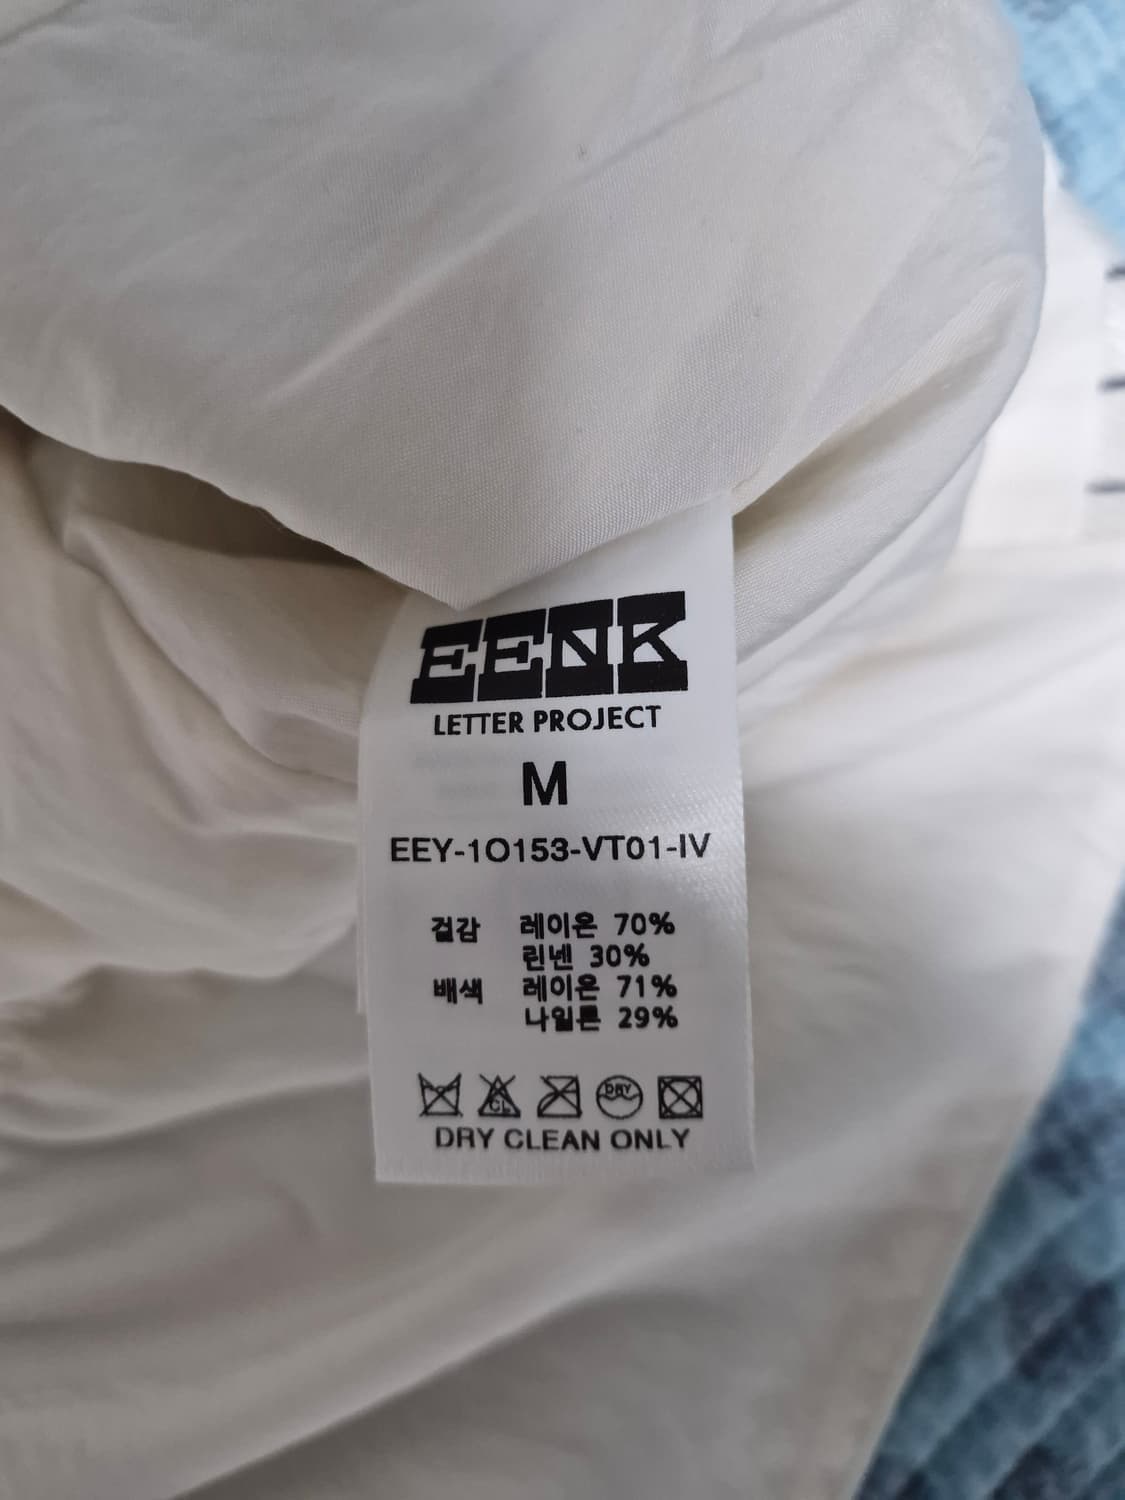 EENK
LETTER PROJECT
M
EEY-1O153-VT01-IV
겉감 레이온 70%
린넨 30%
배색 레이온 71%
나일론 29%
CL DRY
DRY CLEAN ONLY